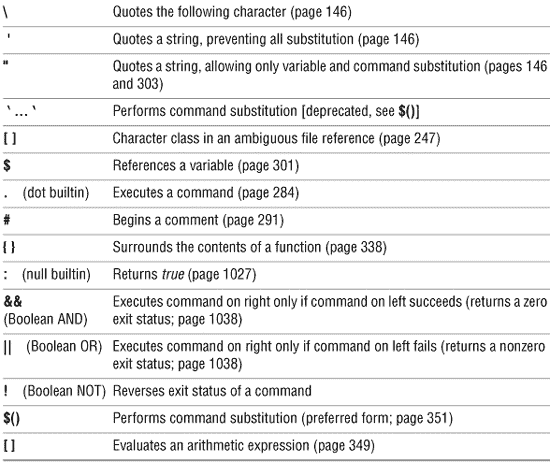 \ Quotes the following character (page 146)
' Quotes a string, preventing all substitution (page 146)
" Quotes a string, allowing only variable and command substitution (pages 146
and 303)
` ... ` Performs command substitution [deprecated, see $()]
[ ] Character class in an ambiguous file reference (page 247)
$ References a variable (page 301)
. (dot builtin) Executes a command (page 284)
# Begins a comment (page 291)
{ } Surrounds the contents of a function (page 338)
: (null builtin) Returns true (page 1027)
&& Executes command on right only if command on left succeeds (returns a zero
(Boolean AND) exit status; page 1038)
|| (Boolean OR) Executes command on right only if command on left fails (returns a nonzero
exit status; page 1038)
! (Boolean NOT) Reverses exit status of a command
$() Performs command substitution (preferred form; page 351)
[ ] Evaluates an arithmetic expression (page 349)